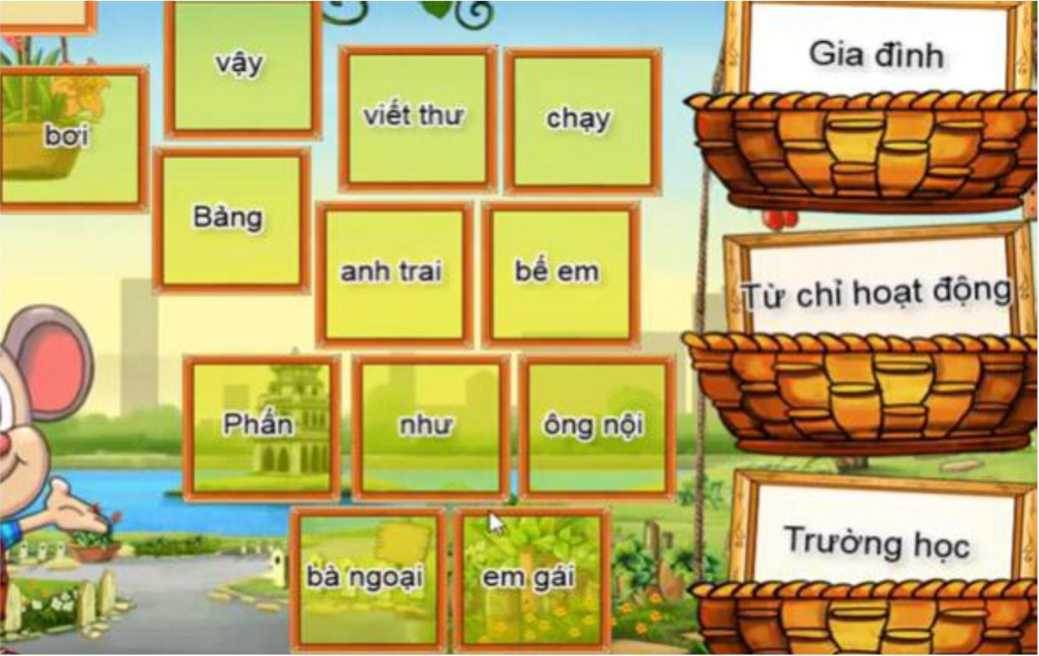 vậy
viết thư
chạy
bơi
Bảng
anh trai
bế em
Phấn
như
ông nội
bà ngoại
em gái
Gia đình
Từ chỉ hoạt động
Trường học